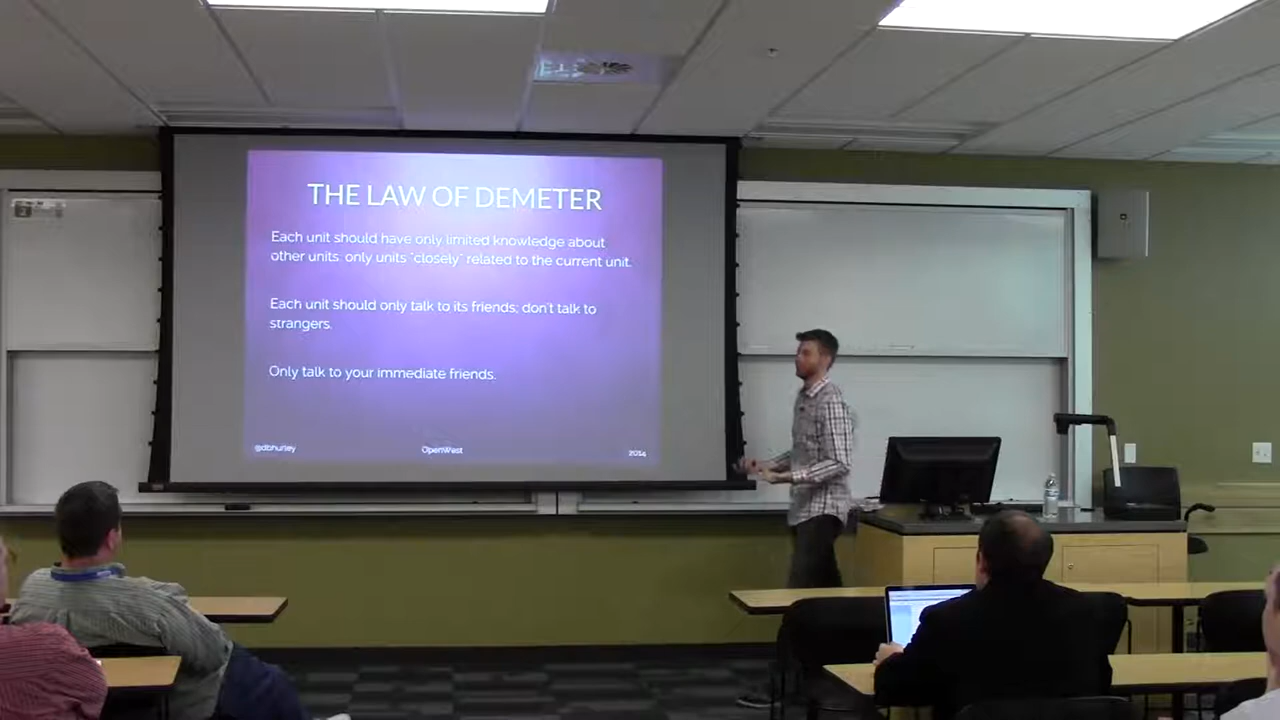 THE LAW OF DEMETER
Each unit should have only limited knowledge about
other units: only units "closely" related to the current unit.
Each unit should only talk to its friends; don't talk to
strangers.
Only talk to your immediate friends.
@dbhurley
OpenWest
2014